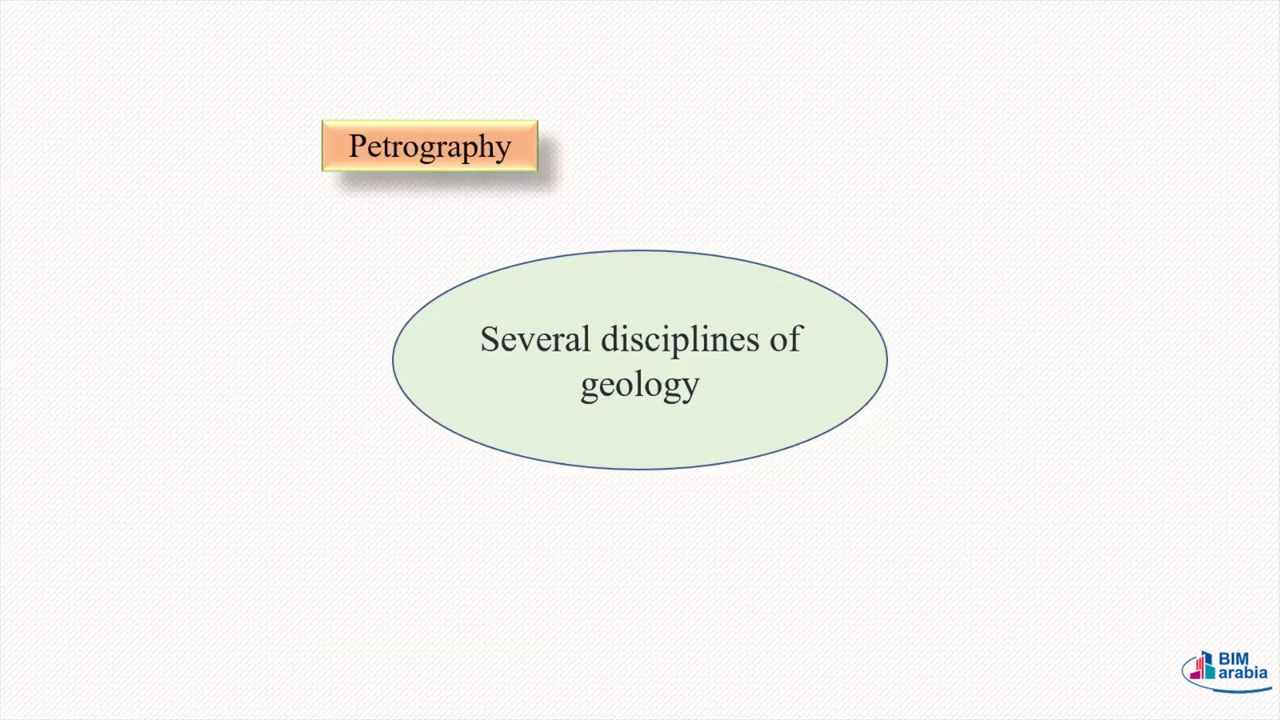 Petrography
Several disciplines of
geology
BIM
arabia